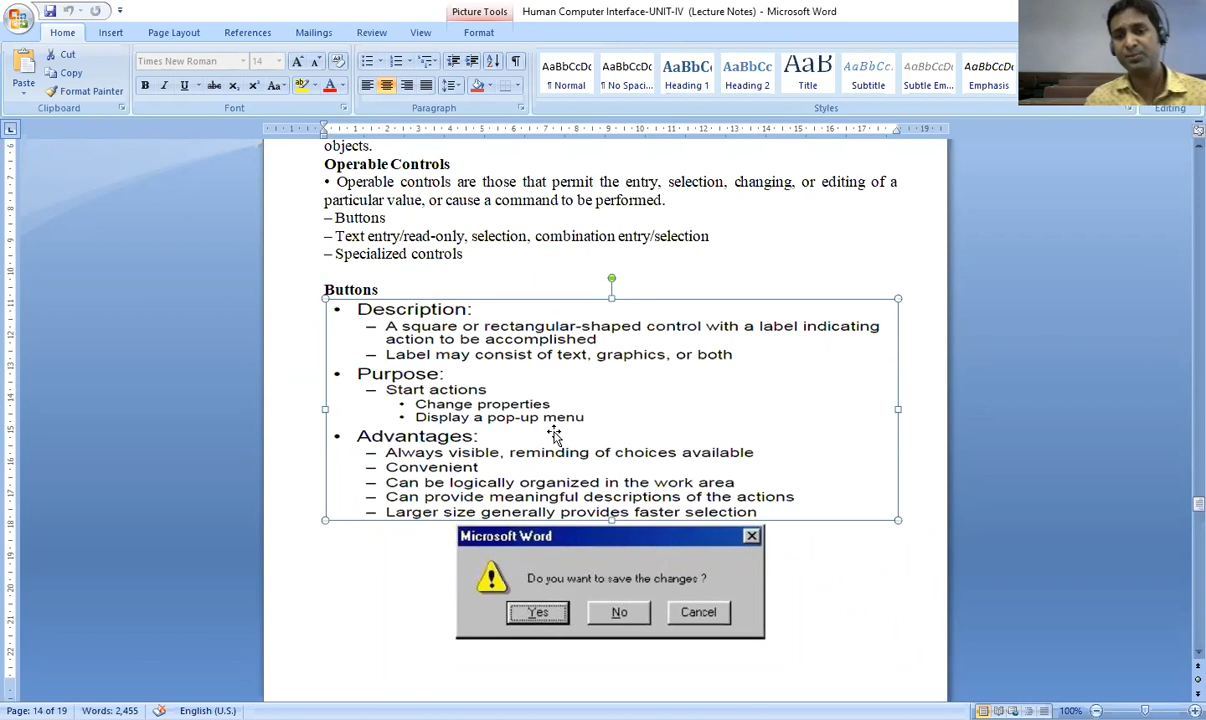 Picture Tools
Human Computer Interface-UNIT-IV (Lecture Notes) - Microsoft Word
Home Insert Page Layout References Mailings Review View Format
Paste
Cut
Copy
Format Painter
Clipboard
Times New Roman 14
B I U abc X₂ X² Aa
Font
Paragraph
AaBbCcDc AaBbCcDc AaBbCc AaBbCc AaB AaBbCc. AaBbCcDc AaBbCcDc
¶ Normal ¶ No Spaci... Heading 1 Heading 2 Title Subtitle Subtle Em... Emphasis
Styles
Editing
objects.
Operable Controls
• Operable controls are those that permit the entry, selection, changing, or editing of a
particular value, or cause a command to be performed.
– Buttons
– Text entry/read-only, selection, combination entry/selection
– Specialized controls
Buttons
• Description:
– A square or rectangular-shaped control with a label indicating
action to be accomplished
– Label may consist of text, graphics, or both
• Purpose:
– Start actions
• Change properties
• Display a pop-up menu
• Advantages:
– Always visible, reminding of choices available
– Convenient
– Can be logically organized in the work area
– Can provide meaningful descriptions of the actions
– Larger size generally provides faster selection
Microsoft Word
Do you want to save the changes ?
Yes No Cancel
Page: 14 of 19 Words: 2,455 English (U.S.) 100%